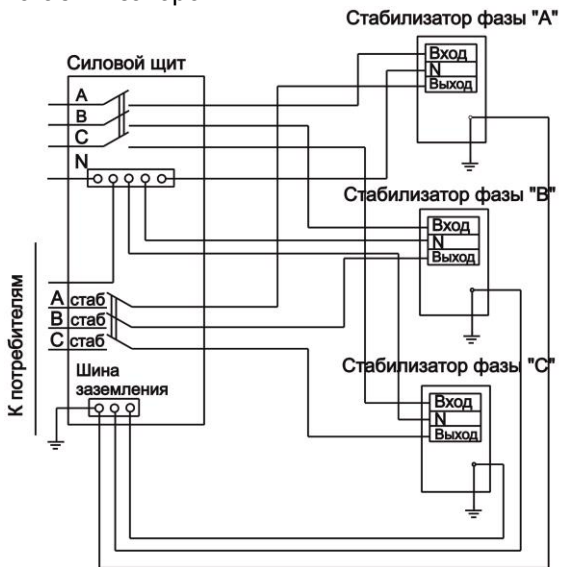 Стабилизатор фазы "А"
Силовой щит
Вход
N
Выход
A
B
C
N
Стабилизатор фазы "В"
Вход
N
Выход
К потребителям
А стаб
В стаб
С стаб
Шина
заземления
Стабилизатор фазы "С"
Вход
N
Выход